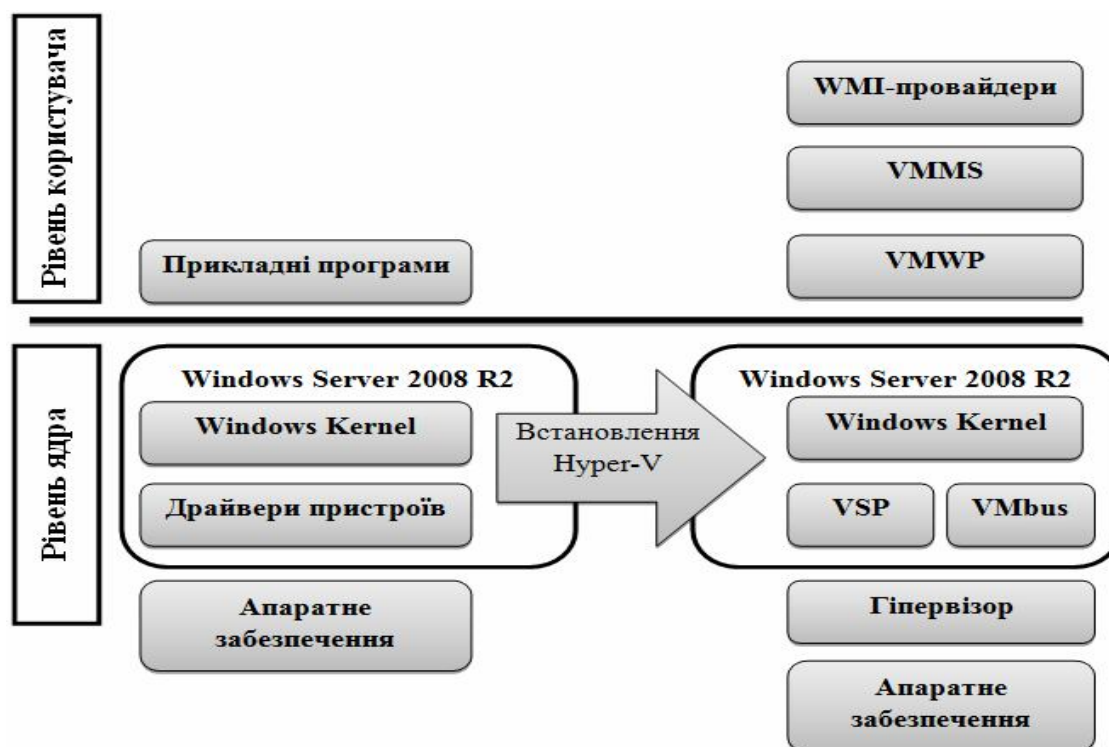 Рівень користувача
WMI-провайдери
VMMS
Прикладні програми
VMWP
Рівень ядра
Windows Server 2008 R2
Windows Kernel
Драйвери пристроїв
Апаратне
забезпечення
Встановлення
Hyper-V
Windows Server 2008 R2
Windows Kernel
VSP
VMbus
Гіпервізор
Апаратне
забезпечення